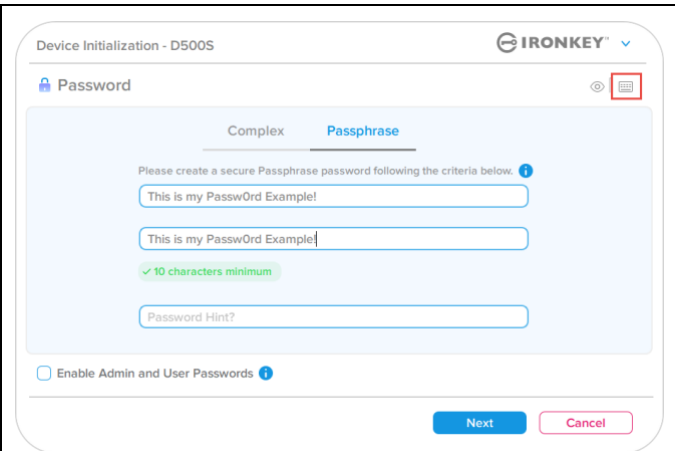 Device Initialization - D500S
IRONKEY™
Password
Complex
Passphrase
Please create a secure Passphrase password following the criteria below.
This is my Passw0rd Example!
This is my Passw0rd Example!
✓ 10 characters minimum
Password Hint?
Enable Admin and User Passwords
Next
Cancel